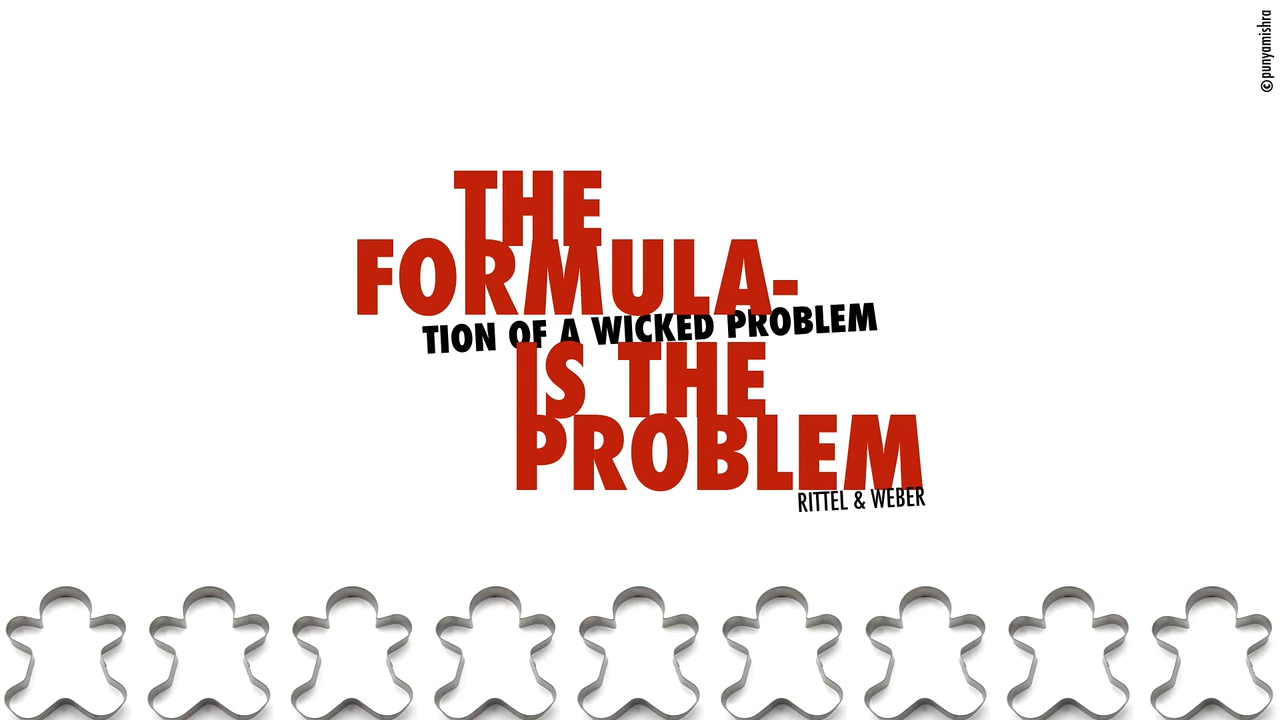 ©punyamishra
THE
FORMULA-
TION OF A WICKED PROBLEM
IS THE
PROBLEM
RITTEL & WEBER